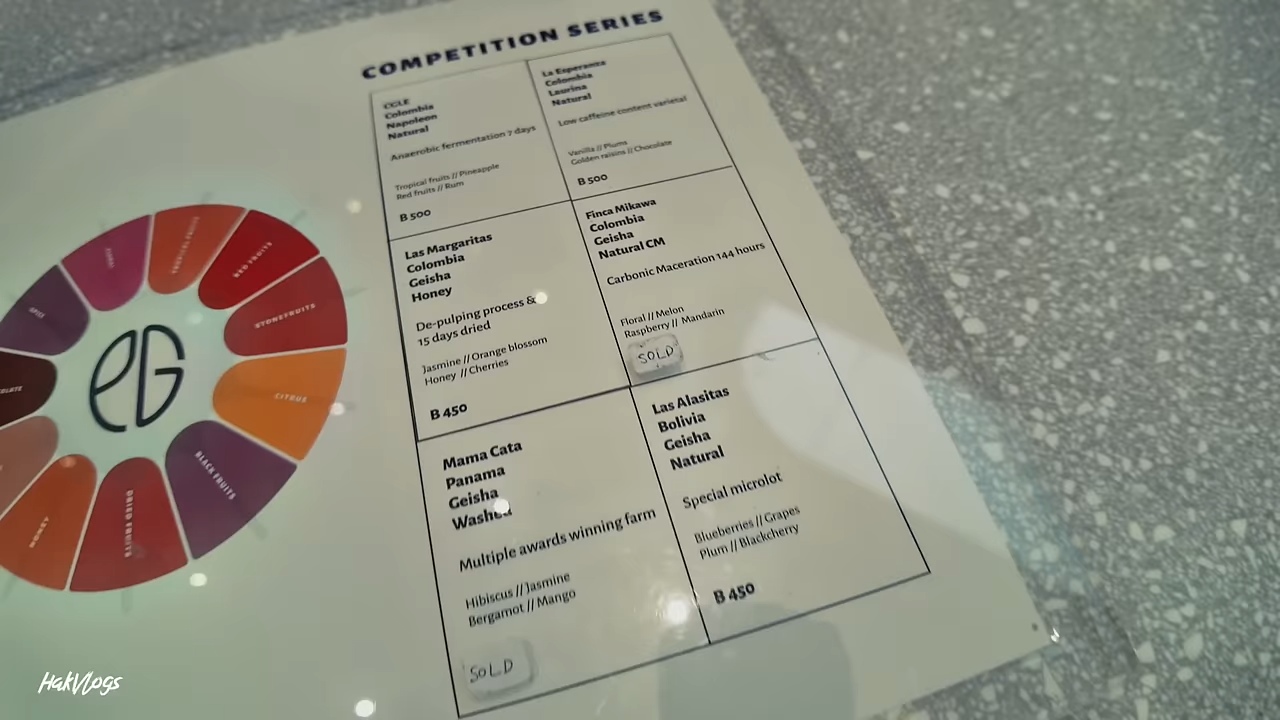 COMPETITION SERIES
CGLE
Colombia
Napoleon
Natural
Anaerobic fermentation 7 days
Tropical fruits // Pineapple
Red fruits // Rum
B 500
La Esperanza
Colombia
Laurina
Natural
Low caffeine content varietal
Vanilla // Plums
Golden raisins // Chocolate
B 500
Las Margaritas
Colombia
Geisha
Honey
De-pulping process &
15 days dried
Jasmine // Orange blossom
Honey // Cherries
B 450
Finca Mikawa
Colombia
Geisha
Natural CM
Carbonic Maceration 144 hours
Floral // Melon
Raspberry // Mandarin
SOLD
Mama Cata
Panama
Geisha
Washed
Multiple awards winning farm
Hibiscus // Jasmine
Bergamot // Mango
SOLD
Las Alasitas
Bolivia
Geisha
Natural
Special microlot
Blueberries // Grapes
Plum // Blackcherry
B 450
FLORAL
TROPICAL FRUITS
RED FRUITS
STONEFRUITS
CITRUS
BLACK FRUITS
DRIED FRUITS
HONEY
SPICE
eG
HakVlogs